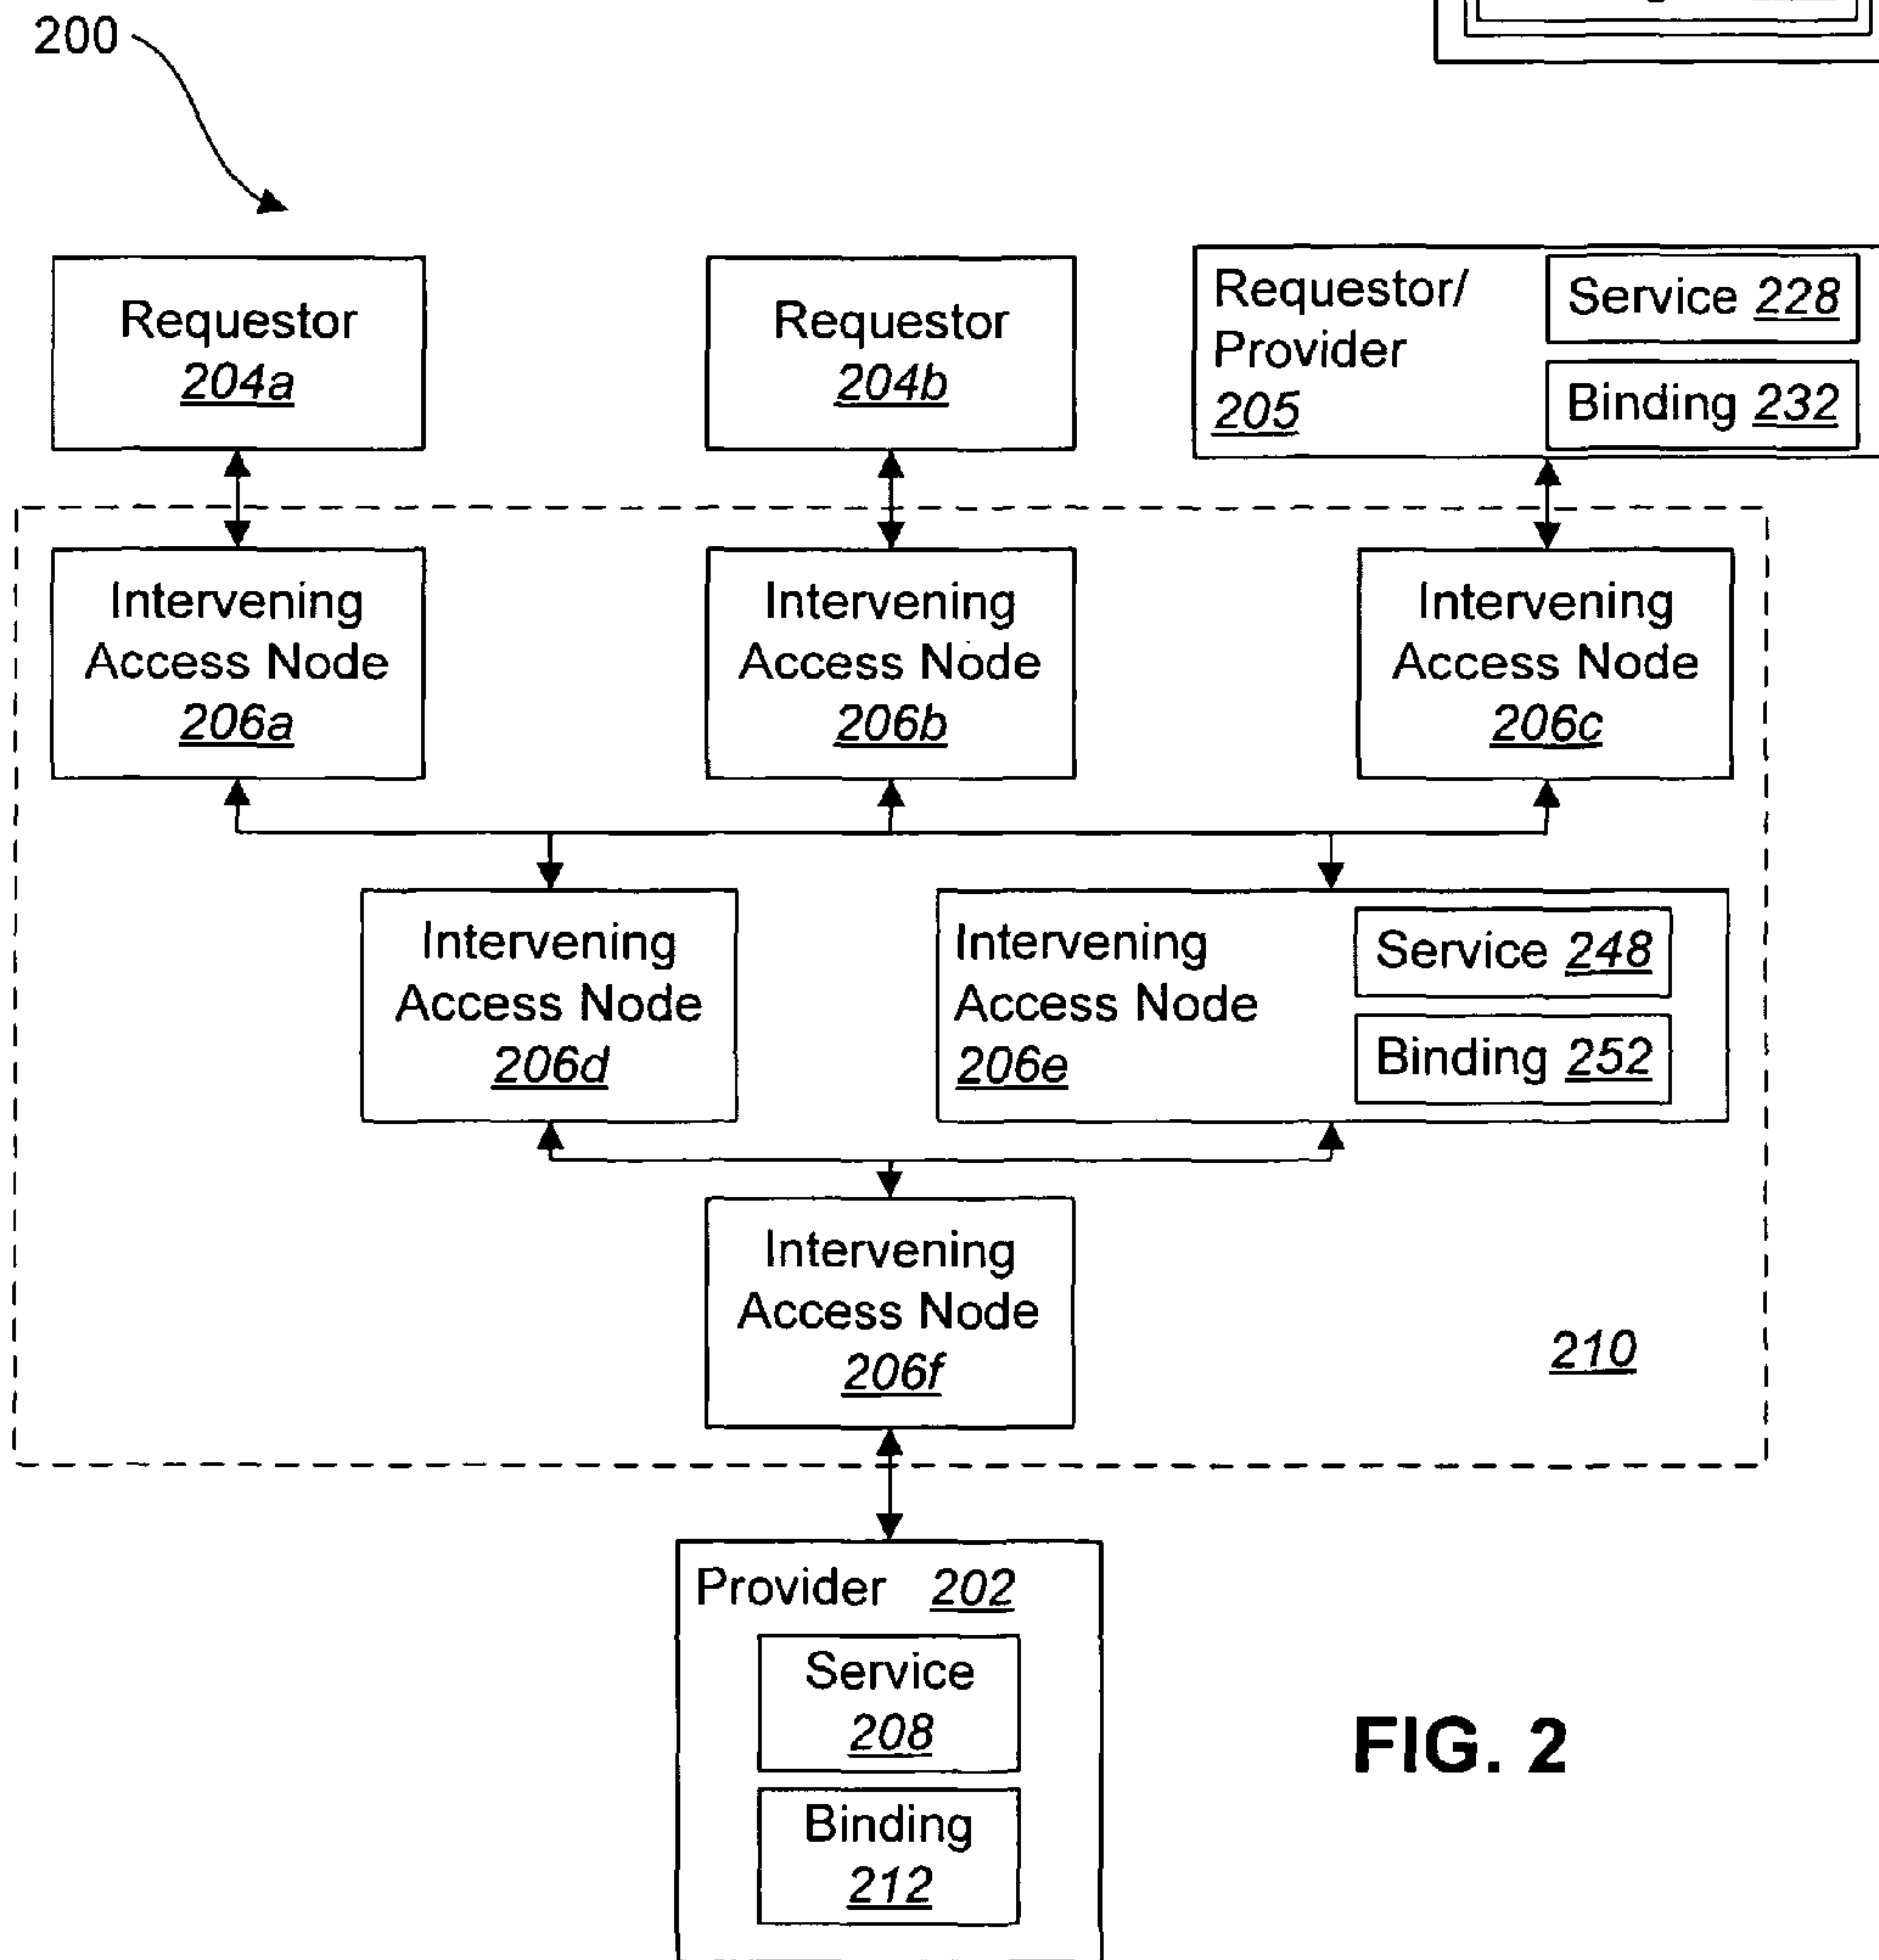 200
Requestor
204a
Requestor
204b
Requestor/
Provider
205
Service 228
Binding 232
Intervening
Access Node
206a
Intervening
Access Node
206b
Intervening
Access Node
206c
Intervening
Access Node
206d
Intervening
Access Node
206e
Service 248
Binding 252
Intervening
Access Node
206f
210
Provider 202
Service
208
Binding
212
FIG. 2